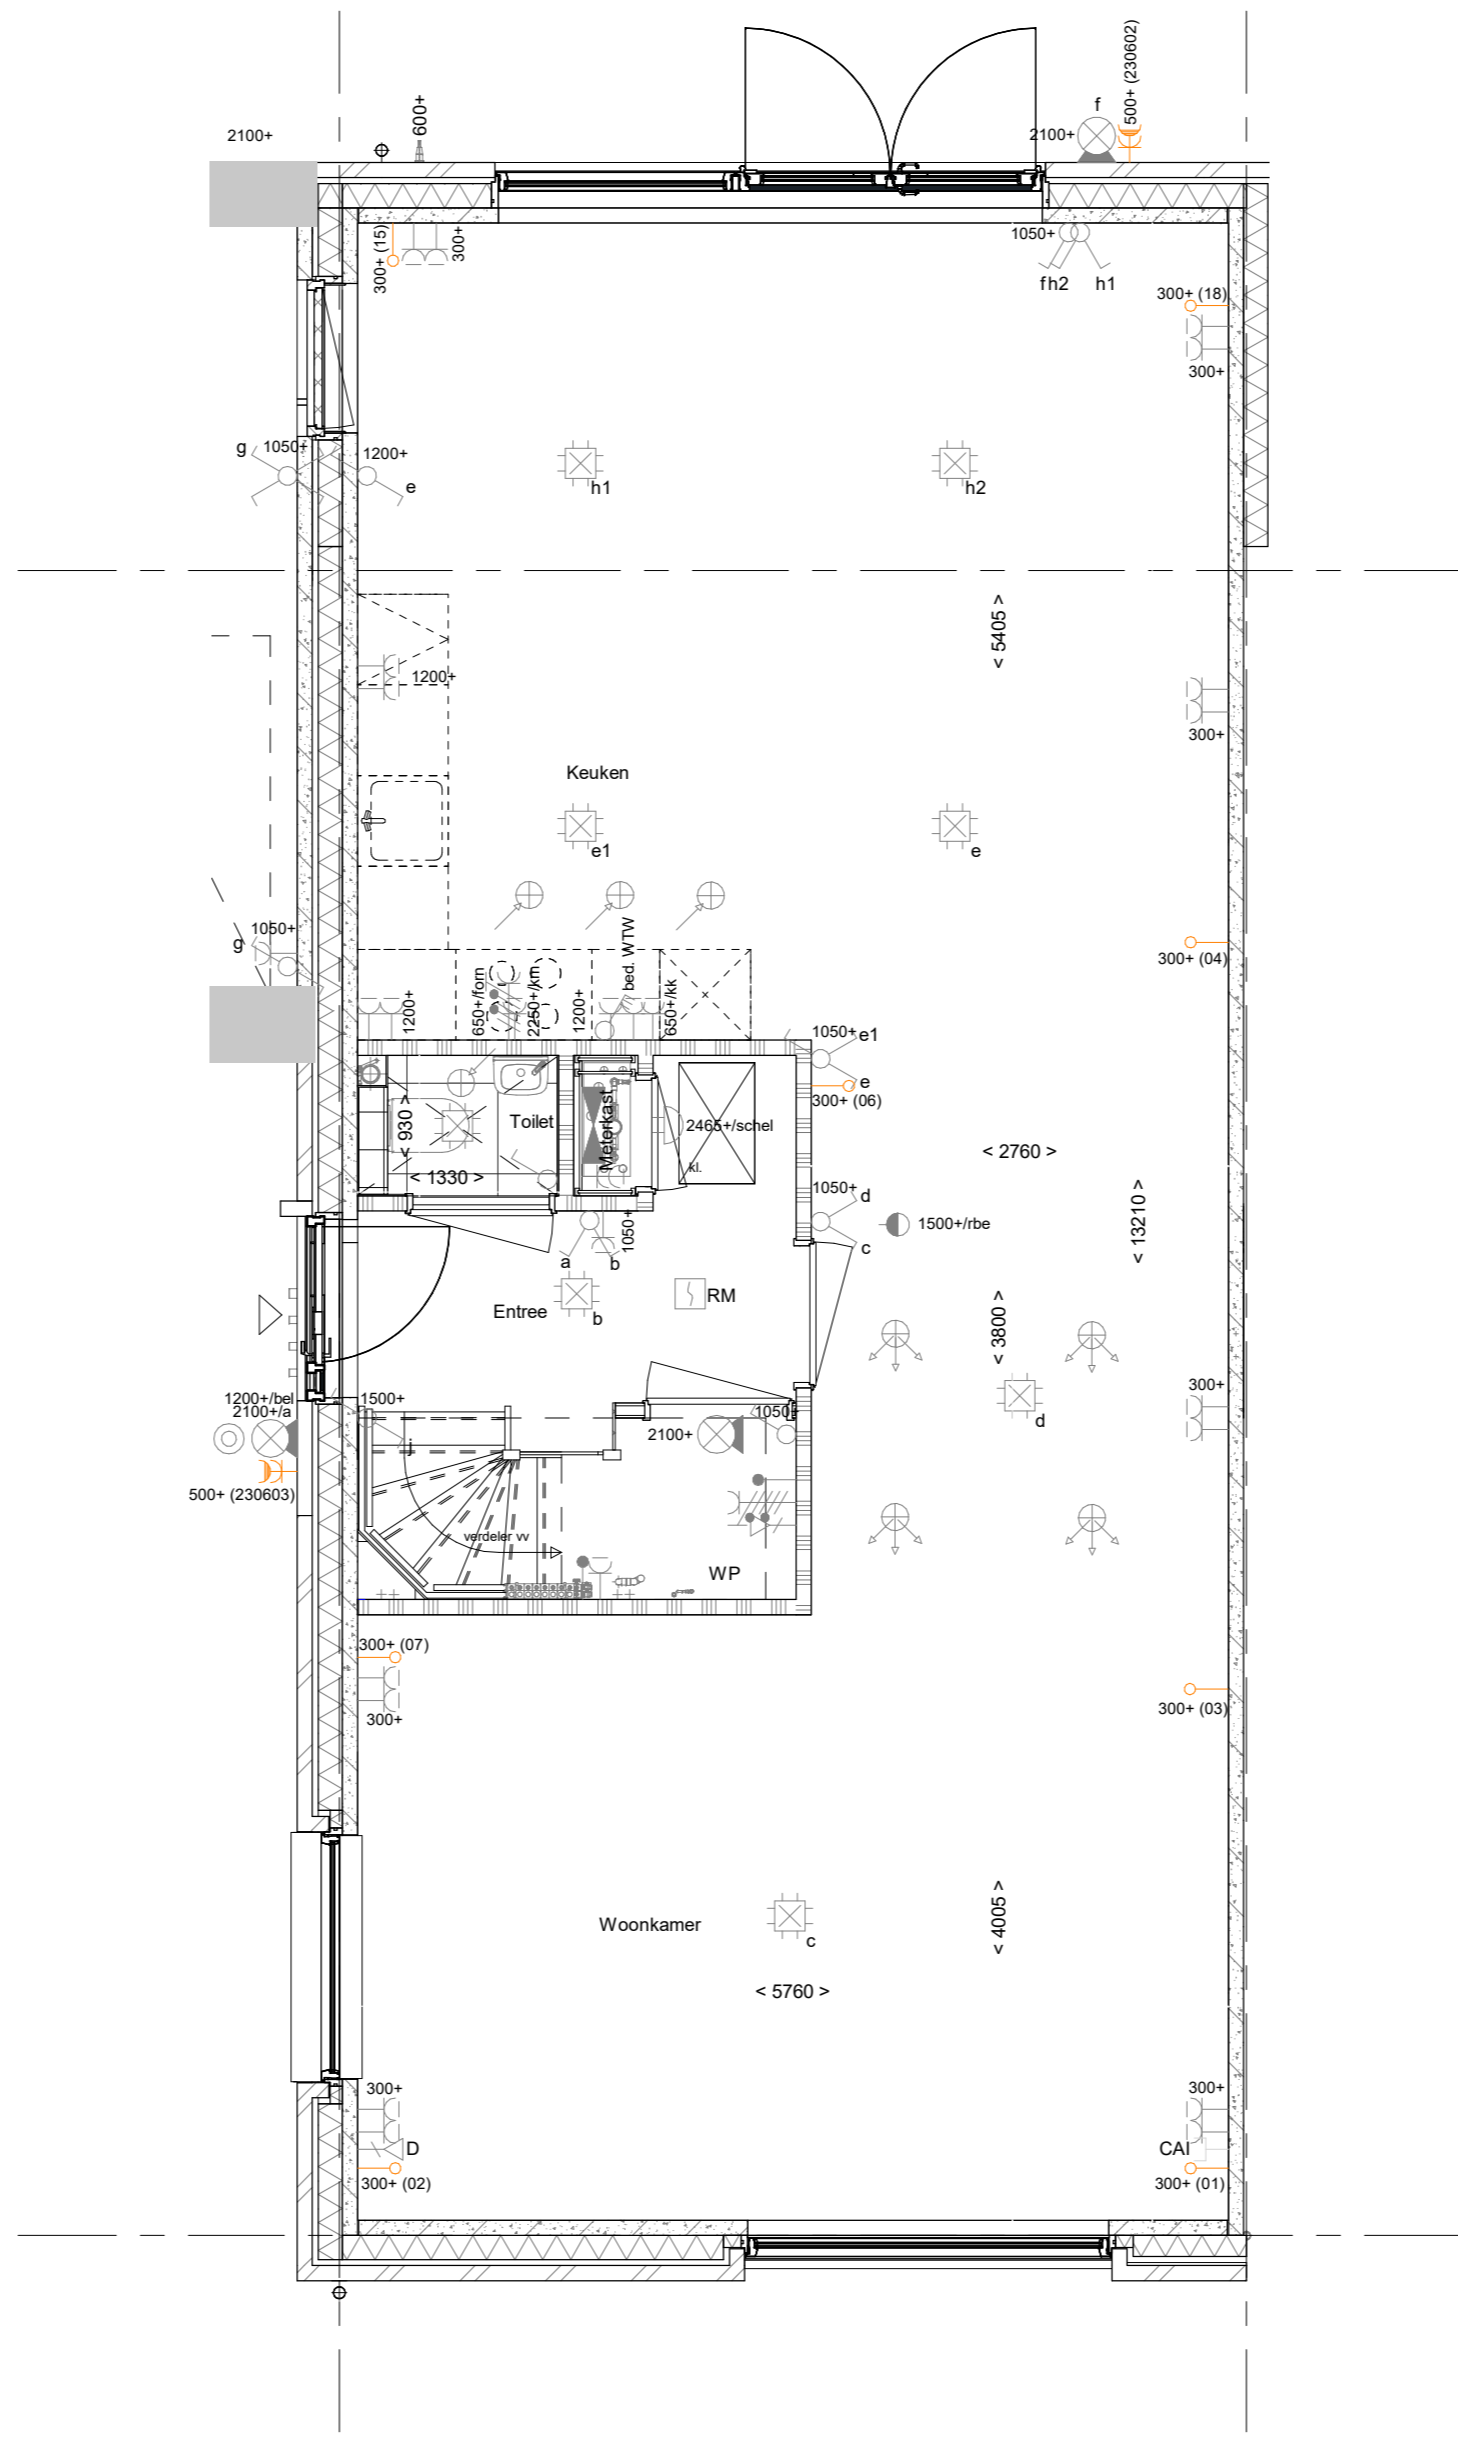 500+ (230602)
f
600+
2100+
2100+
300+ (15)
300+
1050+
fh2
h1
300+ (18)
300+
g
1050+
1200+
e
h1
h2
< 5405 >
1200+
300+
Keuken
e1
e
1050+
g
bed. WTW
300+ (04)
1200+
650+/forn
2250+/km
1200+
650+/kk
1050+
e1
e
300+ (06)
< 930 >
Toilet
Meterkast
2465+/schel
< 1330 >
kl.
< 2760 >
1050+
d
c
1500+/rbe
< 13210 >
1050+
a
b
Entree
b
RM
< 3800 >
1200+/bel
2100+/a
1500+
1050+
2100+
300+
d
j
500+ (230603)
verdeler vv
WP
300+ (07)
300+
300+ (03)
Woonkamer
c
< 4005 >
< 5760 >
300+
300+
D
CAI
300+ (02)
300+ (01)